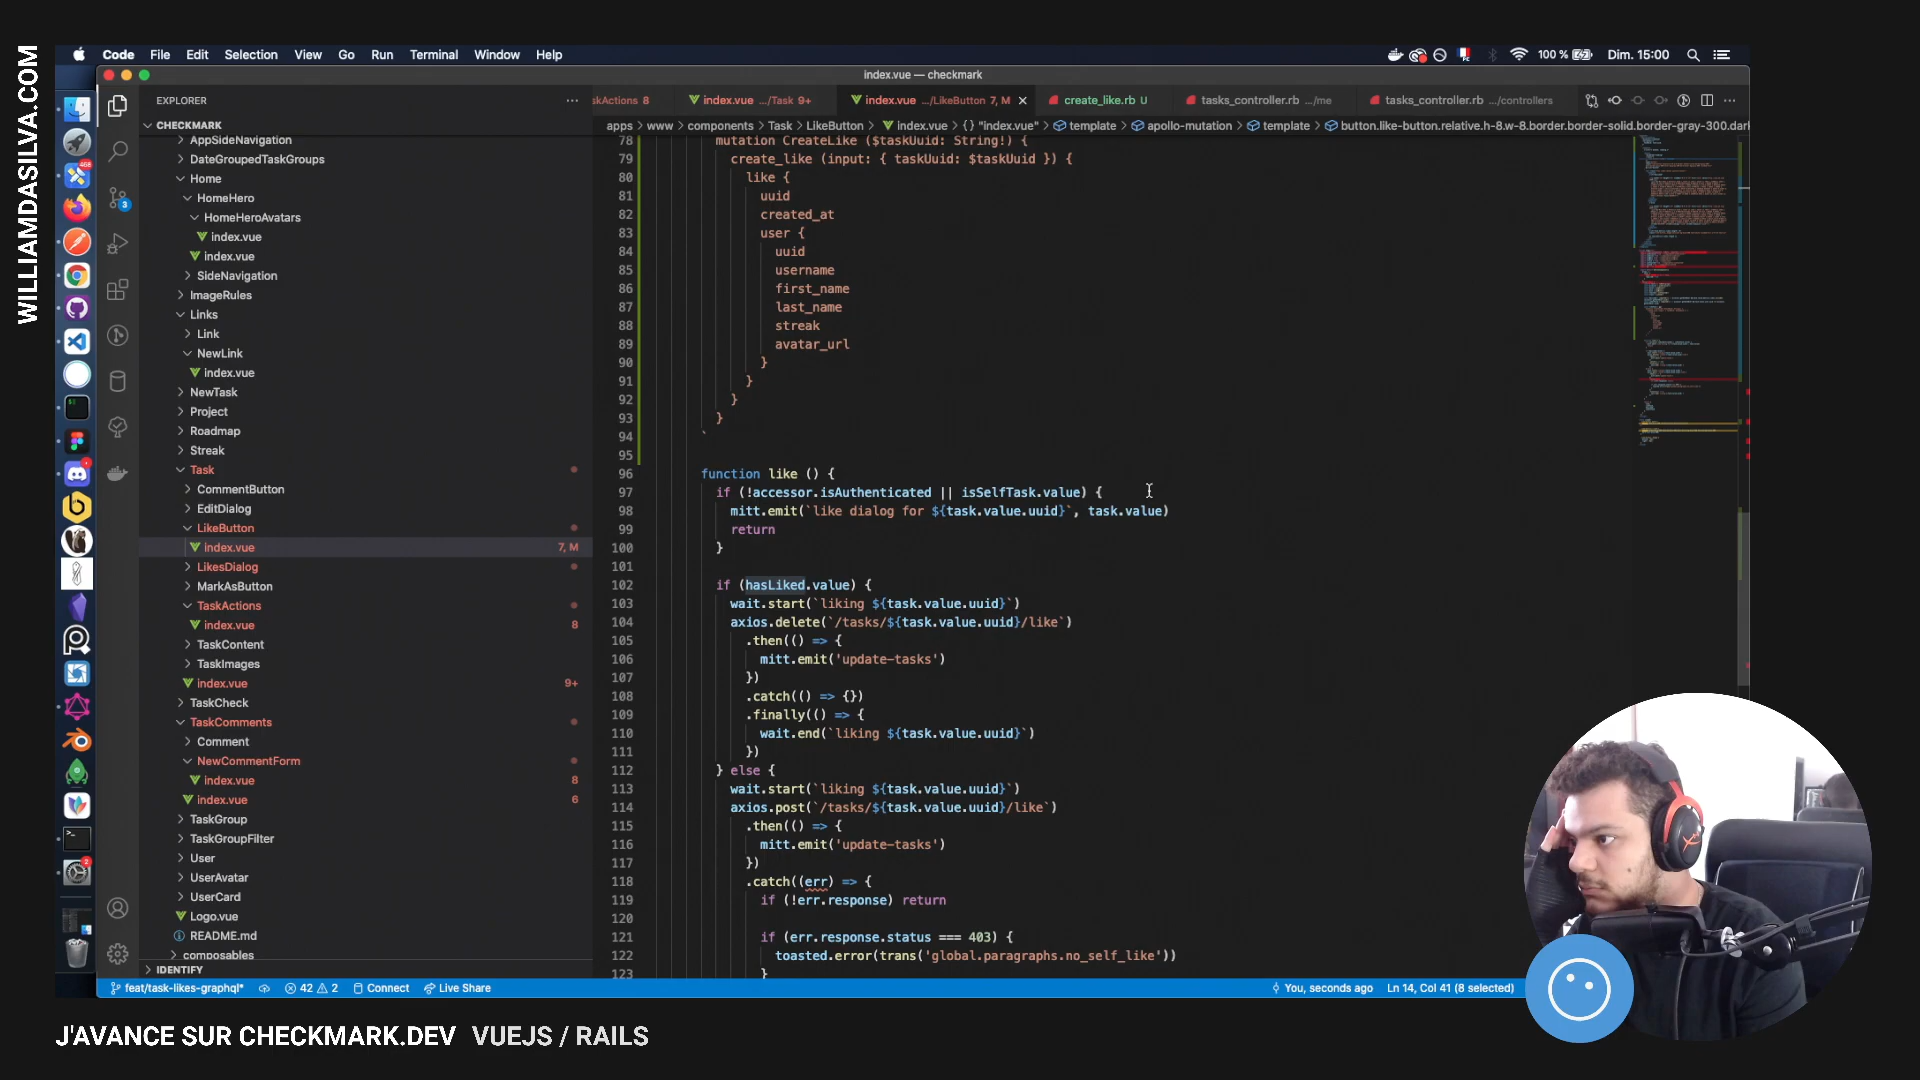 WILLIAMDASILVA.COM
Code File Edit Selection View Go Run Terminal Window Help
100 % Dim. 15:00
index.vue — checkmark
EXPLORER
skActions 8
index.vue .../Task 9+
index.vue .../LikeButton 7, M
create_like.rb U
tasks_controller.rb .../me
tasks_controller.rb .../controllers
apps > www > components > Task > LikeButton > index.vue > {} "index.vue" > template > apollo-mutation > template > button.like-button.relative.h-8.w-8.border.border-solid.border-gray-300.dark
CHECKMARK
AppSideNavigation
DateGroupedTaskGroups
Home
HomeHero
HomeHeroAvatars
index.vue
index.vue
SideNavigation
ImageRules
Links
Link
NewLink
index.vue
NewTask
Project
Roadmap
Streak
Task
CommentButton
EditDialog
LikeButton
index.vue 7, M
LikesDialog
MarkAsButton
TaskActions
index.vue 8
TaskContent
TaskImages
index.vue 9+
TaskCheck
TaskComments
Comment
NewCommentForm
index.vue 8
index.vue 6
TaskGroup
TaskGroupFilter
User
UserAvatar
UserCard
Logo.vue
README.md
composables
IDENTIFY
78 mutation CreateLike ($taskUuid: String!) {
79 create_like (input: { taskUuid: $taskUuid }) {
80 like {
81 uuid
82 created_at
83 user {
84 uuid
85 username
86 first_name
87 last_name
88 streak
89 avatar_url
90 }
91 }
92 }
93 }
94 `
95
96 function like () {
97 if (!accessor.isAuthenticated || isSelfTask.value) {
98 mitt.emit(`like dialog for ${task.value.uuid}`, task.value)
99 return
100 }
101
102 if (hasLiked.value) {
103 wait.start(`liking ${task.value.uuid}`)
104 axios.delete(`/tasks/${task.value.uuid}/like`)
105 .then(() => {
106 mitt.emit('update-tasks')
107 })
108 .catch(() => {})
109 .finally(() => {
110 wait.end(`liking ${task.value.uuid}`)
111 })
112 } else {
113 wait.start(`liking ${task.value.uuid}`)
114 axios.post(`/tasks/${task.value.uuid}/like`)
115 .then(() => {
116 mitt.emit('update-tasks')
117 })
118 .catch((err) => {
119 if (!err.response) return
120
121 if (err.response.status === 403) {
122 toasted.error(trans('global.paragraphs.no_self_like'))
123 }
feat/task-likes-graphql* 42 2 Connect Live Share
You, seconds ago Ln 14, Col 41 (8 selected)
J'AVANCE SUR CHECKMARK.DEV VUEJS / RAILS